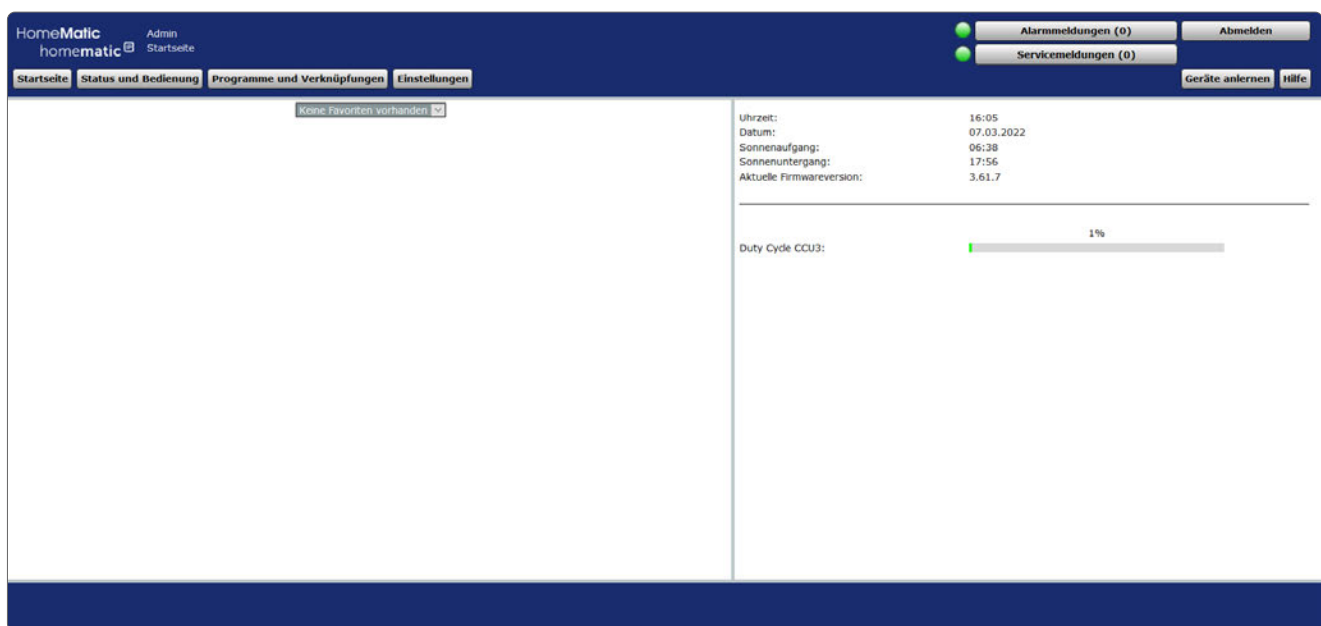 HomeMatic
homematic IP
Admin
Startseite
Alarmmeldungen (0)
Abmelden
Servicemeldungen (0)
Startseite
Status und Bedienung
Programme und Verknüpfungen
Einstellungen
Geräte anlernen
Hilfe
Keine Favoriten vorhanden
Uhrzeit: 16:05
Datum: 07.03.2022
Sonnenaufgang: 06:38
Sonnenuntergang: 17:56
Aktuelle Firmwareversion: 3.61.7
1%
Duty Cycle CCU3: